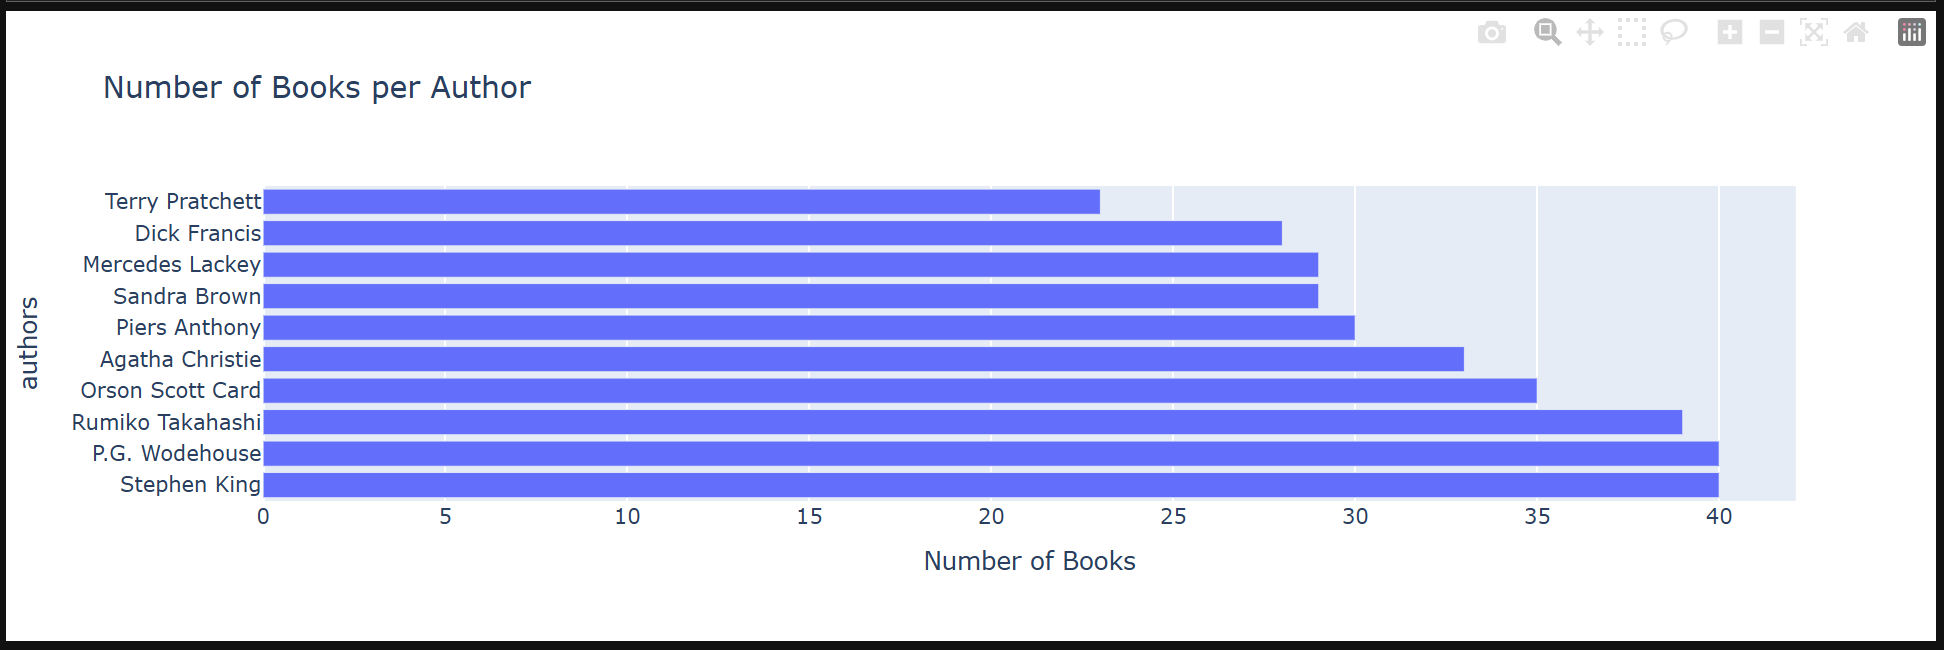 Number of Books per Author
authors
Terry Pratchett
Dick Francis
Mercedes Lackey
Sandra Brown
Piers Anthony
Agatha Christie
Orson Scott Card
Rumiko Takahashi
P.G. Wodehouse
Stephen King
0 5 10 15 20 25 30 35 40
Number of Books